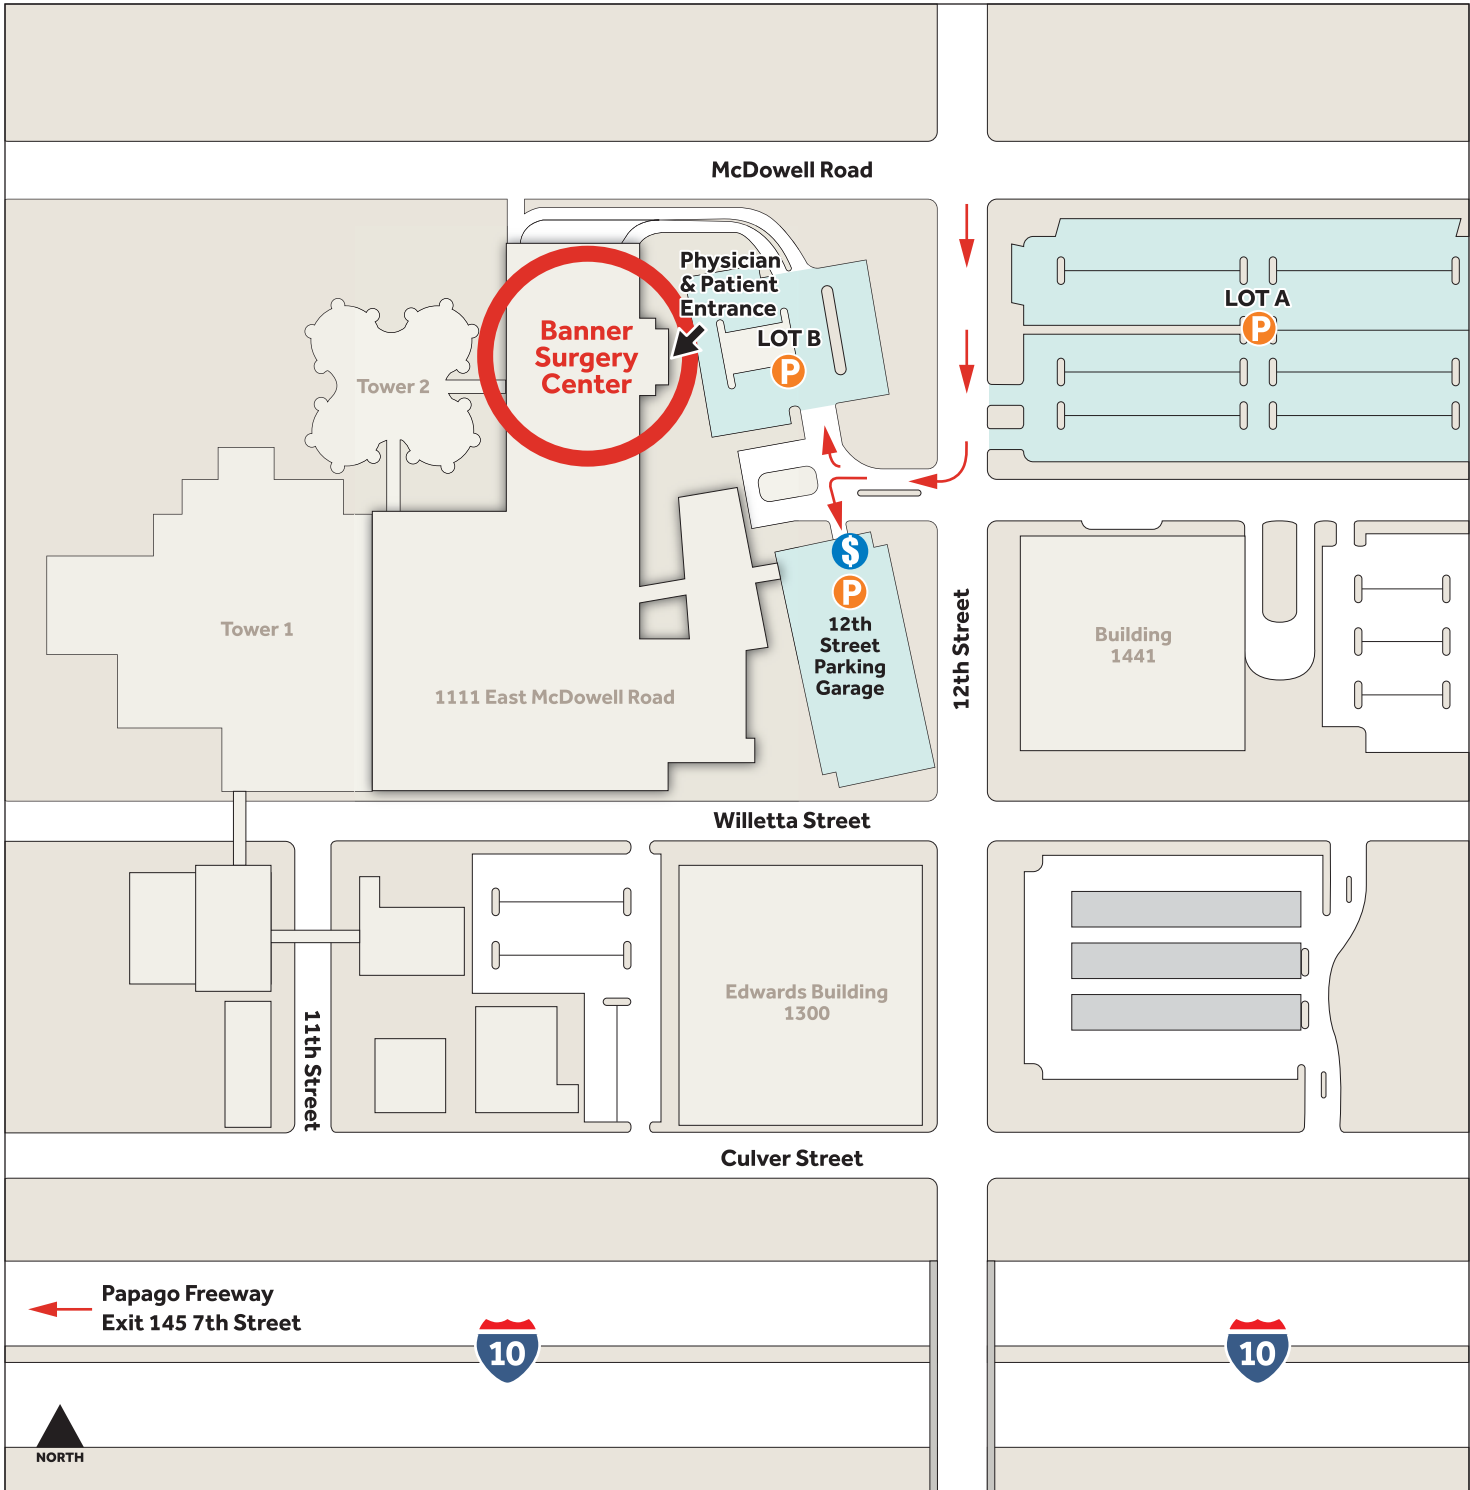 McDowell Road
Physician
& Patient
Entrance
Banner
Surgery
Center
LOT B
P
LOT A
P
Tower 2
$
P
12th
Street
Parking
Garage
12th Street
Building
1441
Tower 1
1111 East McDowell Road
Willetta Street
Edwards Building
1300
11th Street
Culver Street
Papago Freeway
Exit 145 7th Street
10
10
NORTH